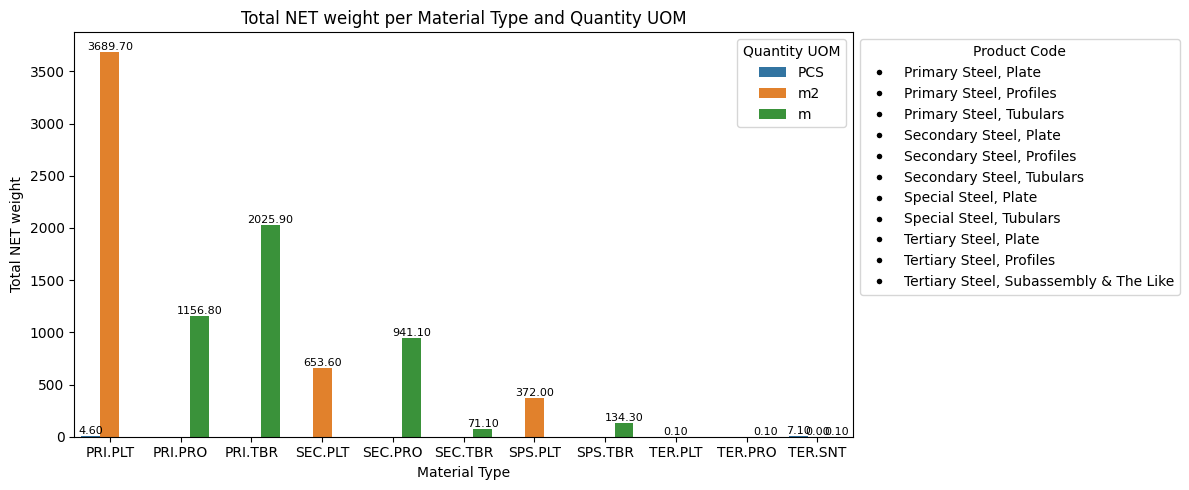 Total NET weight per Material Type and Quantity UOM
Total NET weight
3500
3000
2500
2000
1500
1000
500
0
3689.70
4.60
1156.80
2025.90
653.60
941.10
71.10
372.00
134.30
0.10
0.10
7.10
0.00
0.10
PRI.PLT
PRI.PRO
PRI.TBR
SEC.PLT
SEC.PRO
SEC.TBR
SPS.PLT
SPS.TBR
TER.PLT
TER.PRO
TER.SNT
Material Type
Quantity UOM
PCS
m2
m
Product Code
Primary Steel, Plate
Primary Steel, Profiles
Primary Steel, Tubulars
Secondary Steel, Plate
Secondary Steel, Profiles
Secondary Steel, Tubulars
Special Steel, Plate
Special Steel, Tubulars
Tertiary Steel, Plate
Tertiary Steel, Profiles
Tertiary Steel, Subassembly & The Like